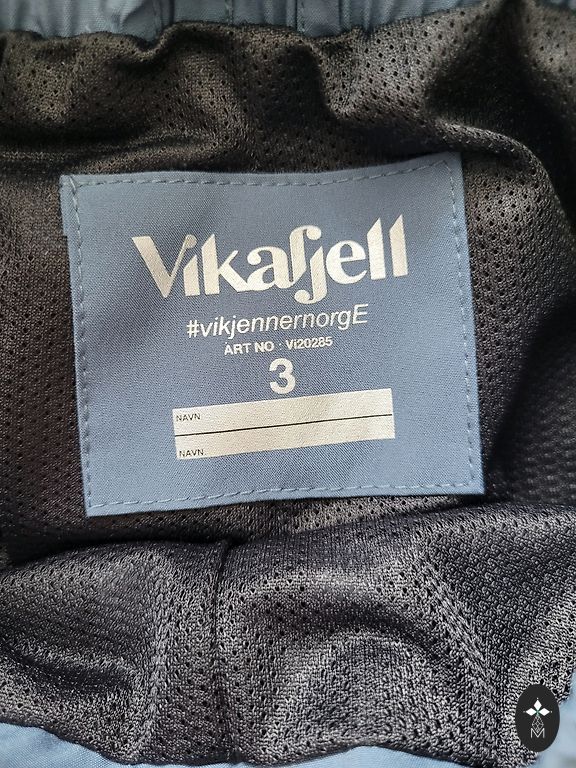 Vikafjell
#vikjennernorgE
ART NO · Vi20285
3
NAVN:
NAVN:
M